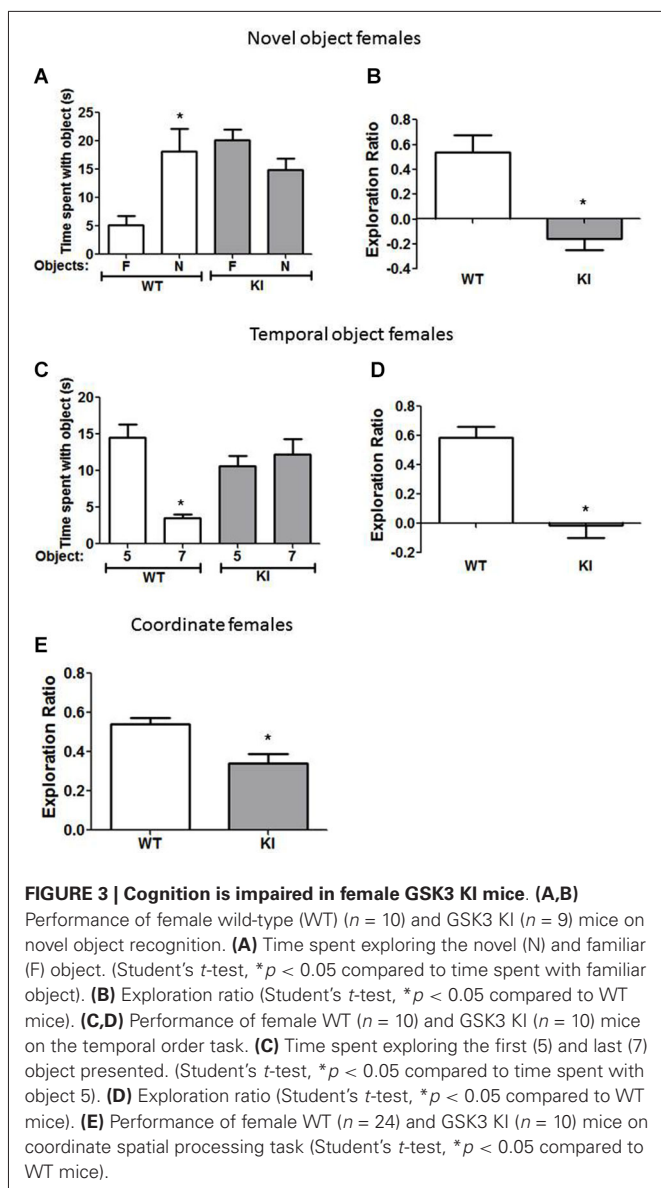 Novel object females
A
B
Time spent with object (s)
25
20
15
10
5
0
Objects: F N F N
WT KI
Exploration Ratio
0.8
0.6
0.4
0.2
0.0
-0.2
-0.4
WT
KI
*
*
Temporal object females
C
D
Time spent with object (s)
20
15
10
5
0
Object: 5 7 5 7
WT KI
Exploration Ratio
0.8
0.6
0.4
0.2
0.0
-0.2
WT
KI
*
*
Coordinate females
E
Exploration Ratio
0.8
0.6
0.4
0.2
0.0
WT
KI
*
FIGURE 3 | Cognition is impaired in female GSK3 KI mice. (A,B)
Performance of female wild-type (WT) (n = 10) and GSK3 KI (n = 9) mice on
novel object recognition. (A) Time spent exploring the novel (N) and familiar
(F) object. (Student's t-test, *p < 0.05 compared to time spent with familiar
object). (B) Exploration ratio (Student's t-test, *p < 0.05 compared to WT
mice). (C,D) Performance of female WT (n = 10) and GSK3 KI (n = 10) mice
on the temporal order task. (C) Time spent exploring the first (5) and last (7)
object presented. (Student's t-test, *p < 0.05 compared to time spent with
object 5). (D) Exploration ratio (Student's t-test, *p < 0.05 compared to WT
mice). (E) Performance of female WT (n = 24) and GSK3 KI (n = 10) mice on
coordinate spatial processing task (Student's t-test, *p < 0.05 compared to
WT mice).